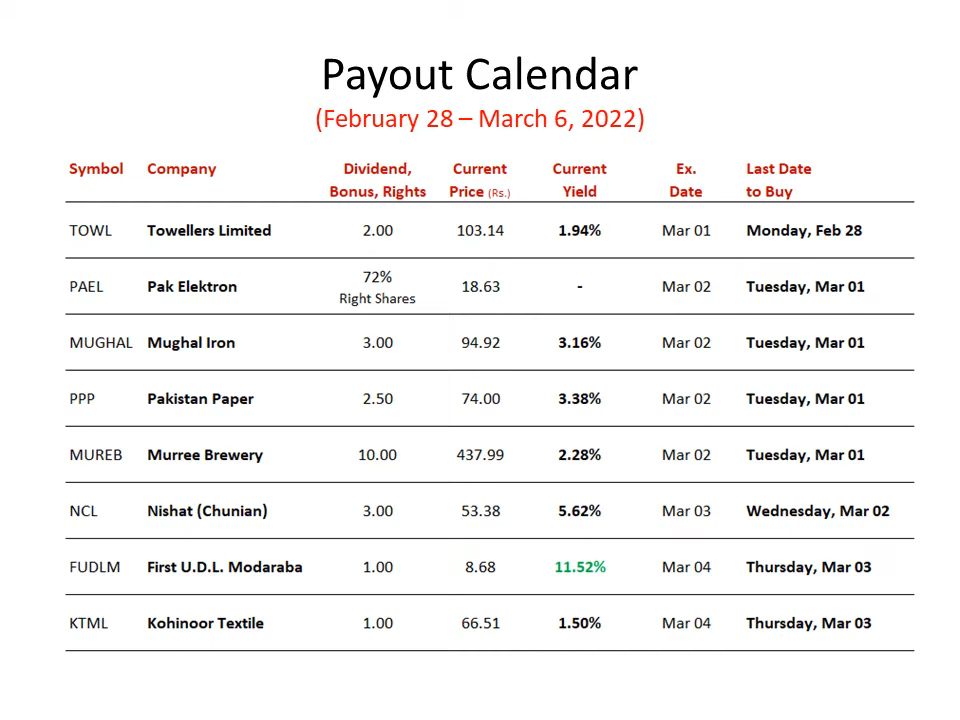 Payout Calendar
(February 28 – March 6, 2022)
Symbol Company Dividend, Bonus, Rights Current Price (Rs.) Current Yield Ex. Date Last Date to Buy
TOWL Towellers Limited 2.00 103.14 1.94% Mar 01 Monday, Feb 28
PAEL Pak Elektron 72% Right Shares 18.63 - Mar 02 Tuesday, Mar 01
MUGHAL Mughal Iron 3.00 94.92 3.16% Mar 02 Tuesday, Mar 01
PPP Pakistan Paper 2.50 74.00 3.38% Mar 02 Tuesday, Mar 01
MUREB Murree Brewery 10.00 437.99 2.28% Mar 02 Tuesday, Mar 01
NCL Nishat (Chunian) 3.00 53.38 5.62% Mar 03 Wednesday, Mar 02
FUDLM First U.D.L. Modaraba 1.00 8.68 11.52% Mar 04 Thursday, Mar 03
KTML Kohinoor Textile 1.00 66.51 1.50% Mar 04 Thursday, Mar 03